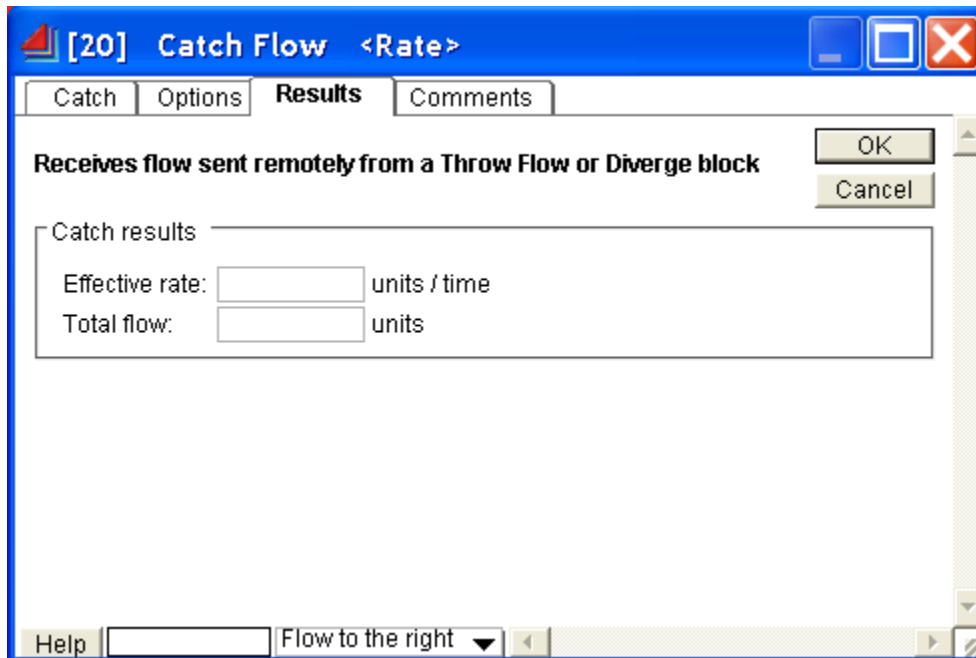 [20] Catch Flow <Rate>
Catch Options Results Comments
Receives flow sent remotely from a Throw Flow or Diverge block
OK
Cancel
Catch results
Effective rate: units / time
Total flow: units
Help Flow to the right